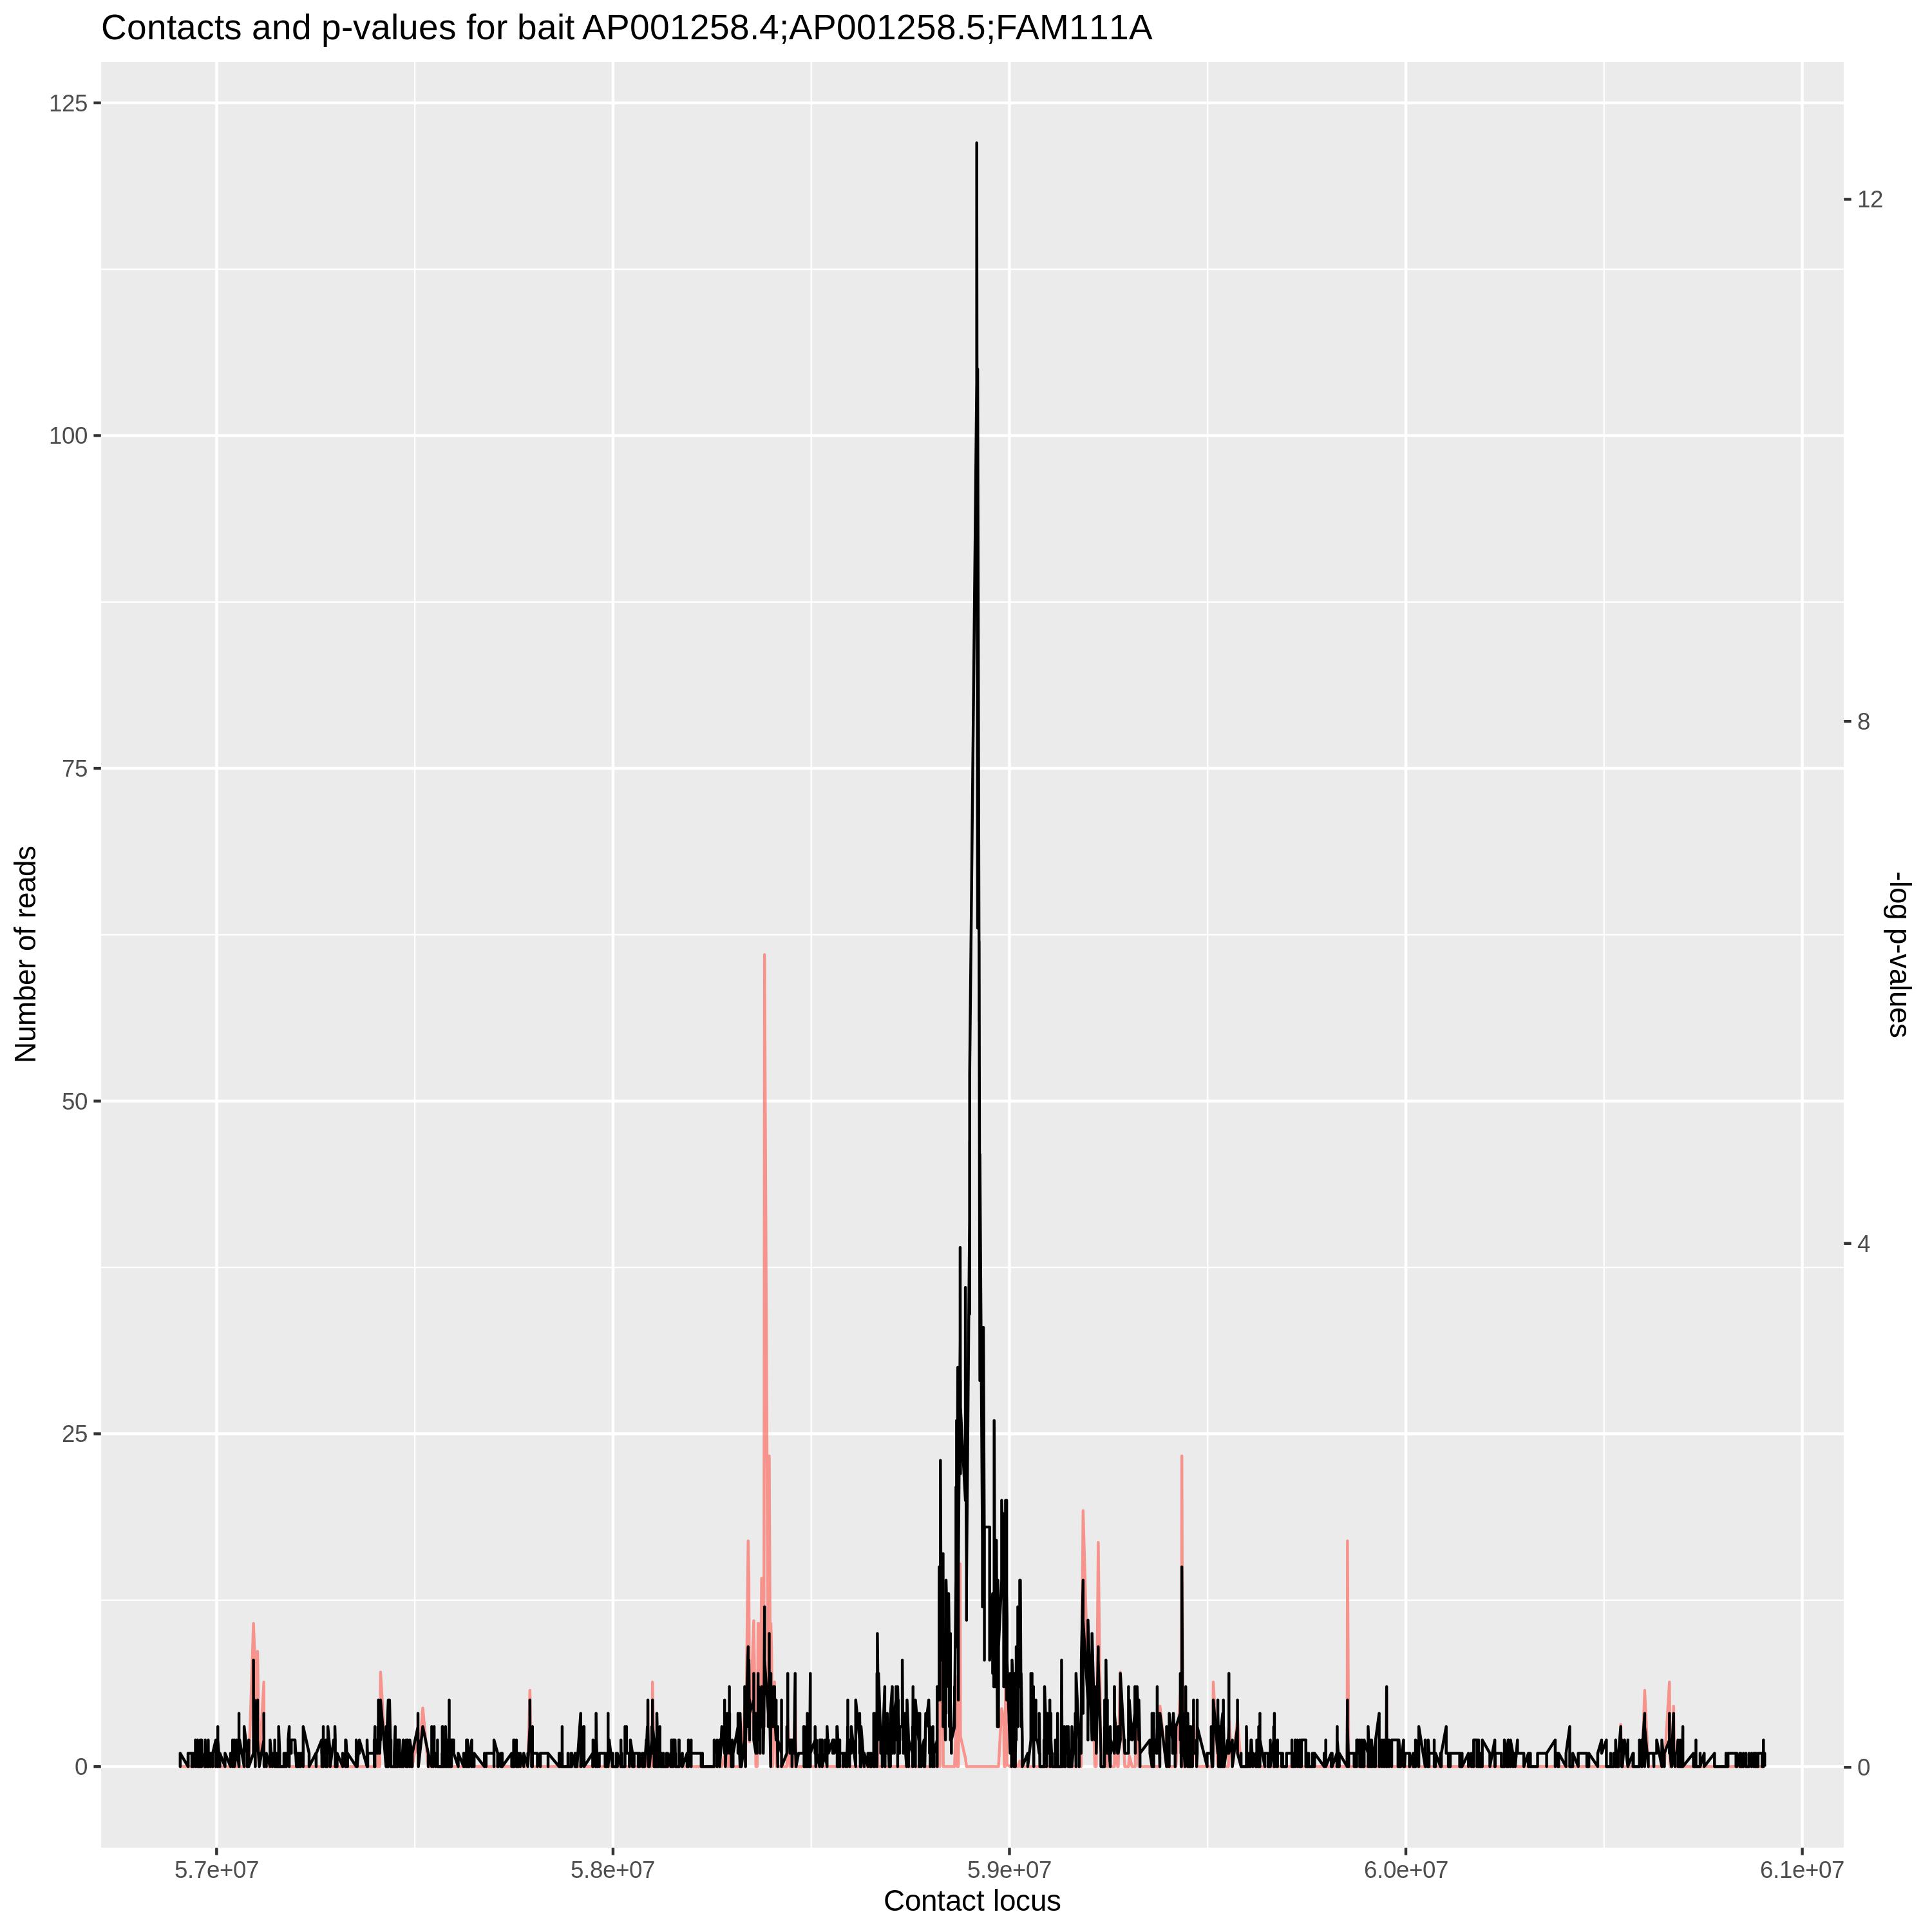 Contacts and p-values for bait AP001258.4;AP001258.5;FAM111A
125
100
75
50
25
0
Number of reads
12
8
4
0
-log p-values
5.7e+07 5.8e+07 5.9e+07 6.0e+07 6.1e+07
Contact locus